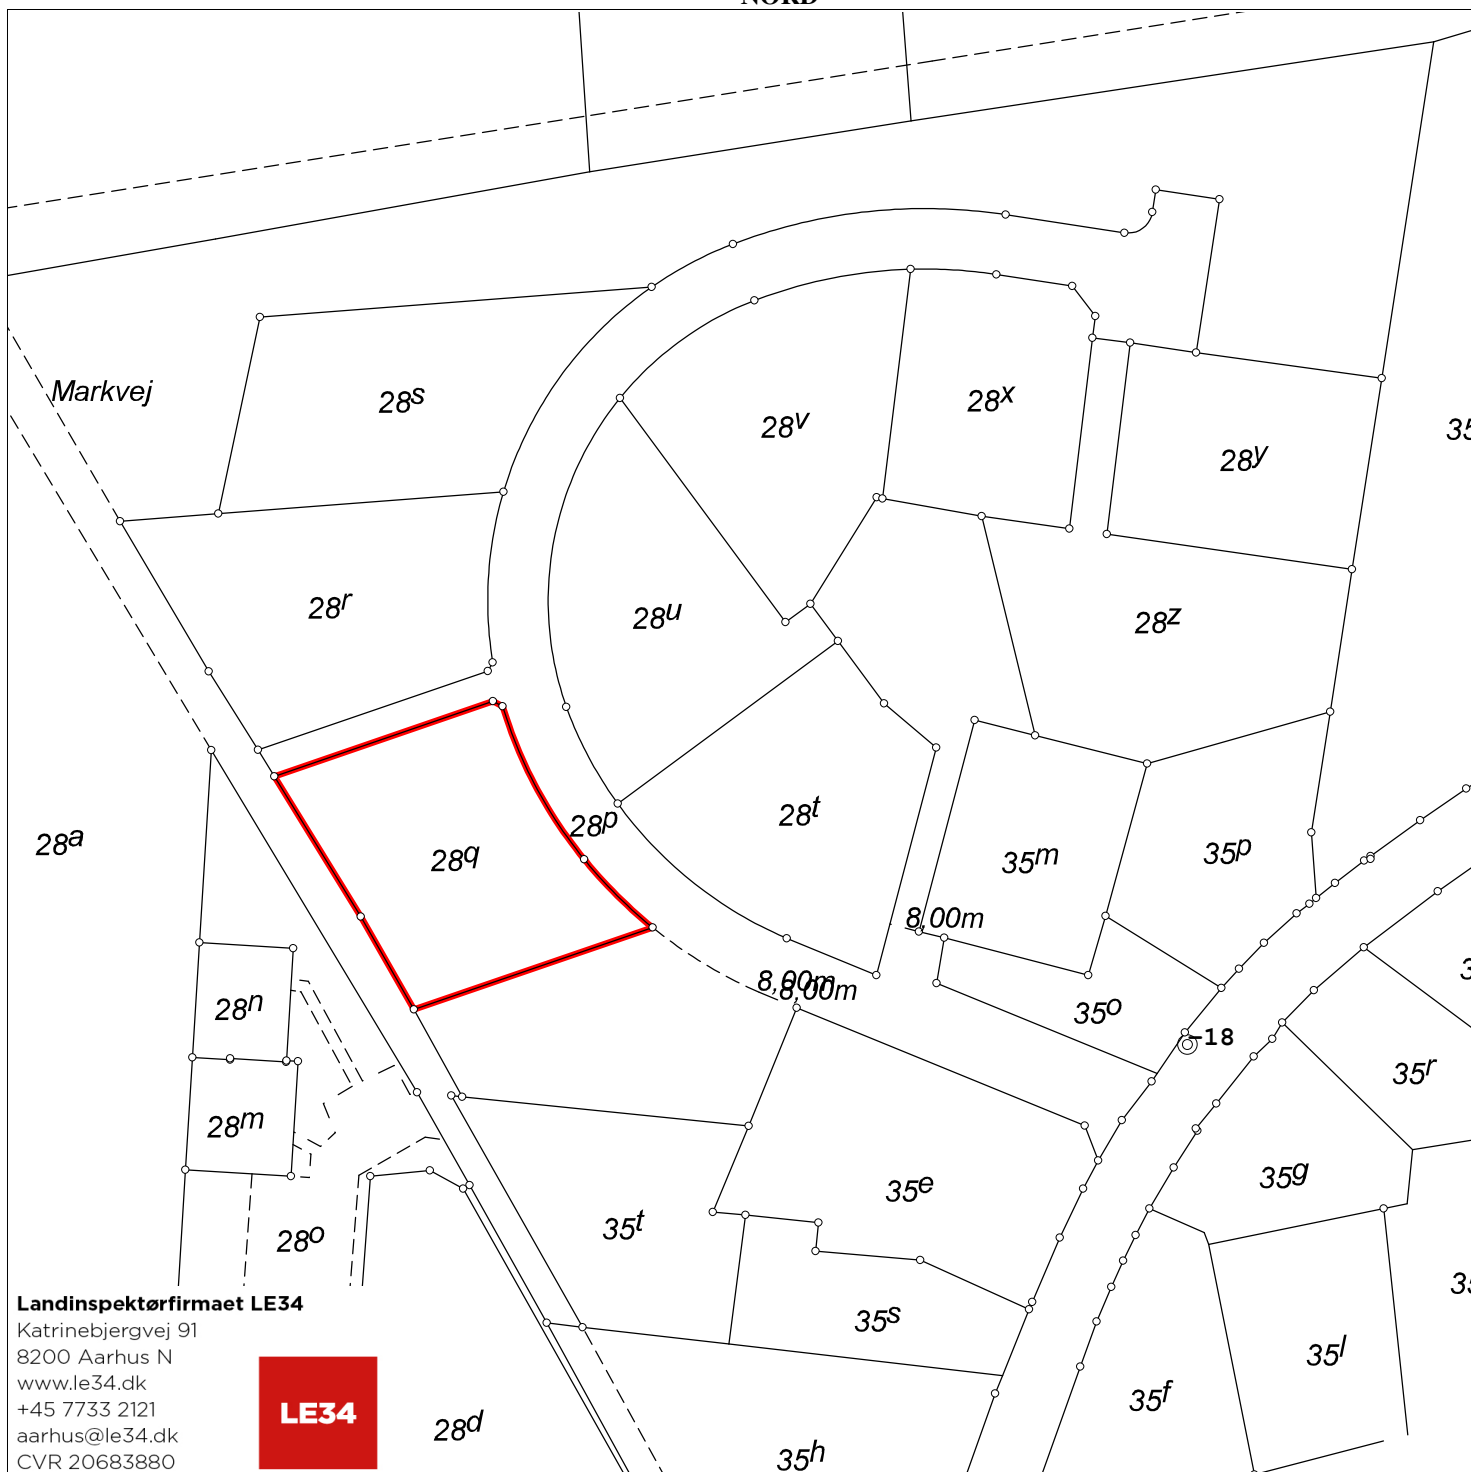 NORD
Markvej
28s
28v
28x
28y
35
28r
28u
28z
28a
28q
28p
28t
35m
35p
8,00m
8,00m
8,00m
28n
35o
-18
35r
28m
35g
35e
28o
35t
35s
35l
35f
28d
35h
Landinspektørfirmaet LE34
Katrinebjergvej 91
8200 Aarhus N
www.le34.dk
+45 7733 2121
aarhus@le34.dk
CVR 20683880
LE34